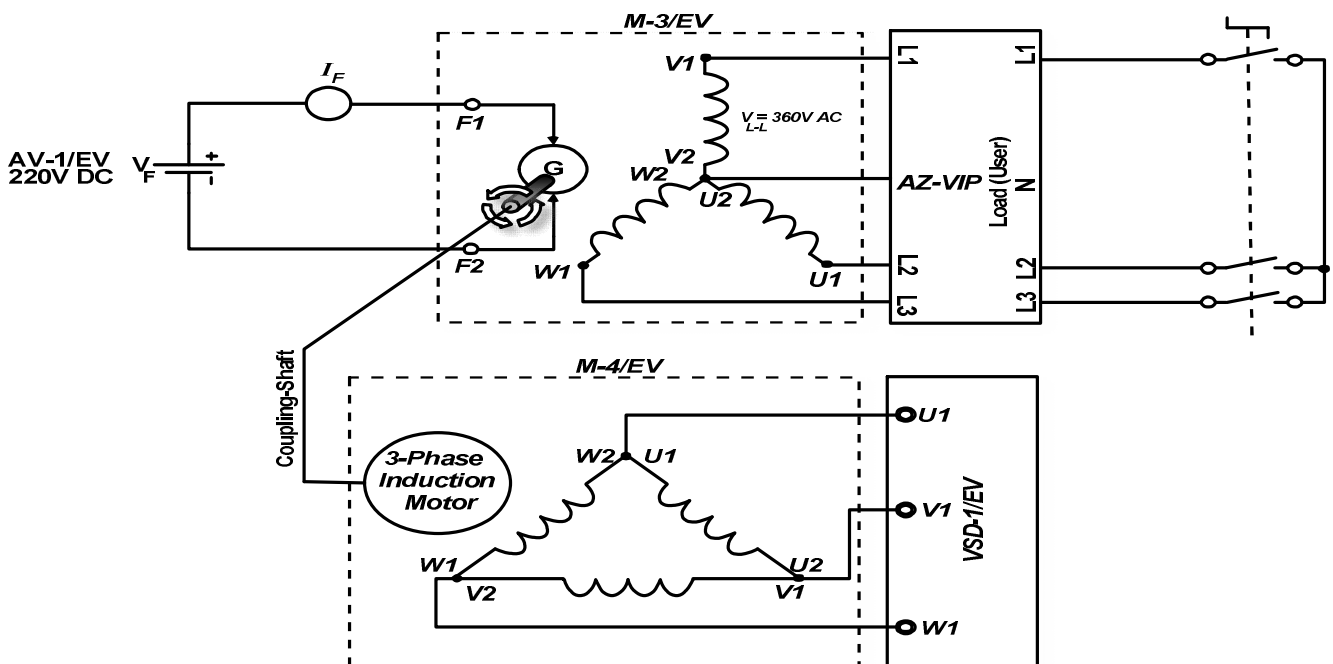 M-3/EV
I_F
F1
AV-1/EV
220V DC
V_F
+
-
G
F2
V1
V = 360V AC
L-L
V2
W2
U2
W1
U1
L1
AZ-VIP
L2
L3
Load (User)
L1
N
L2
L3
Coupling-Shaft
M-4/EV
3-Phase
Induction
Motor
W2
U1
W1
V2
U2
V1
U1
V1
W1
VSD-1/EV